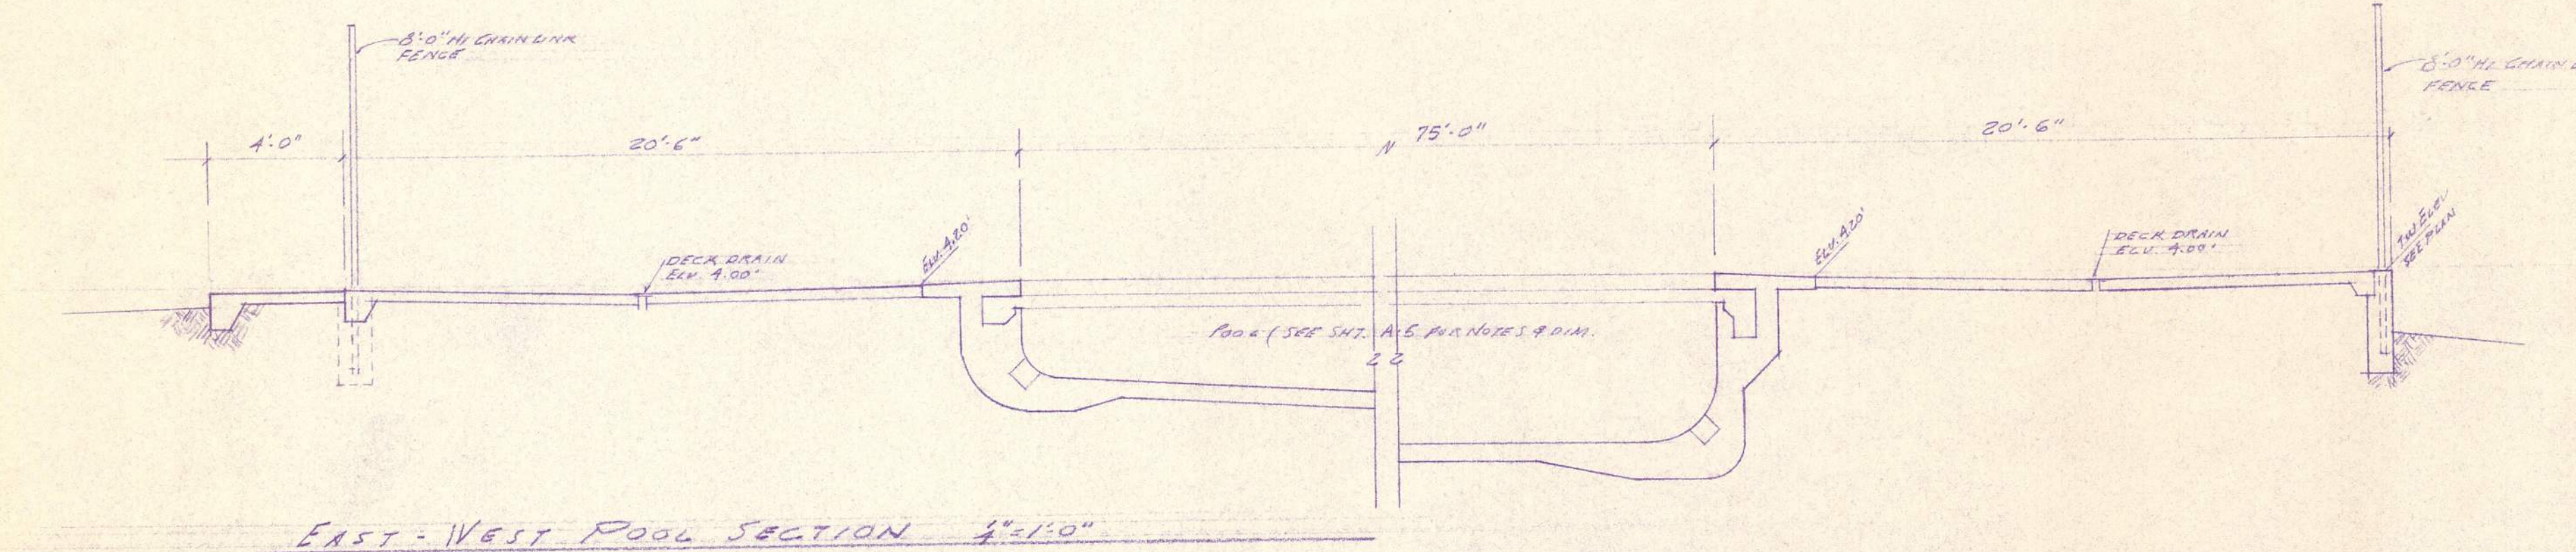 8'-0" HI CHAIN LINK
FENCE
8'-0" HI CHAIN
FENCE
4'-0"
20'-6"
75'-0"
20'-6"
DECK DRAIN
ELV. 4.00'
ELV. 4.20'
ELV. 4.20'
DECK DRAIN
ELV. 4.00'
ELEV
SEE PLAN
POOL (SEE SHT. A-5 FOR NOTES & DIM.
EAST - WEST POOL SECTION 1/4"=1'-0"